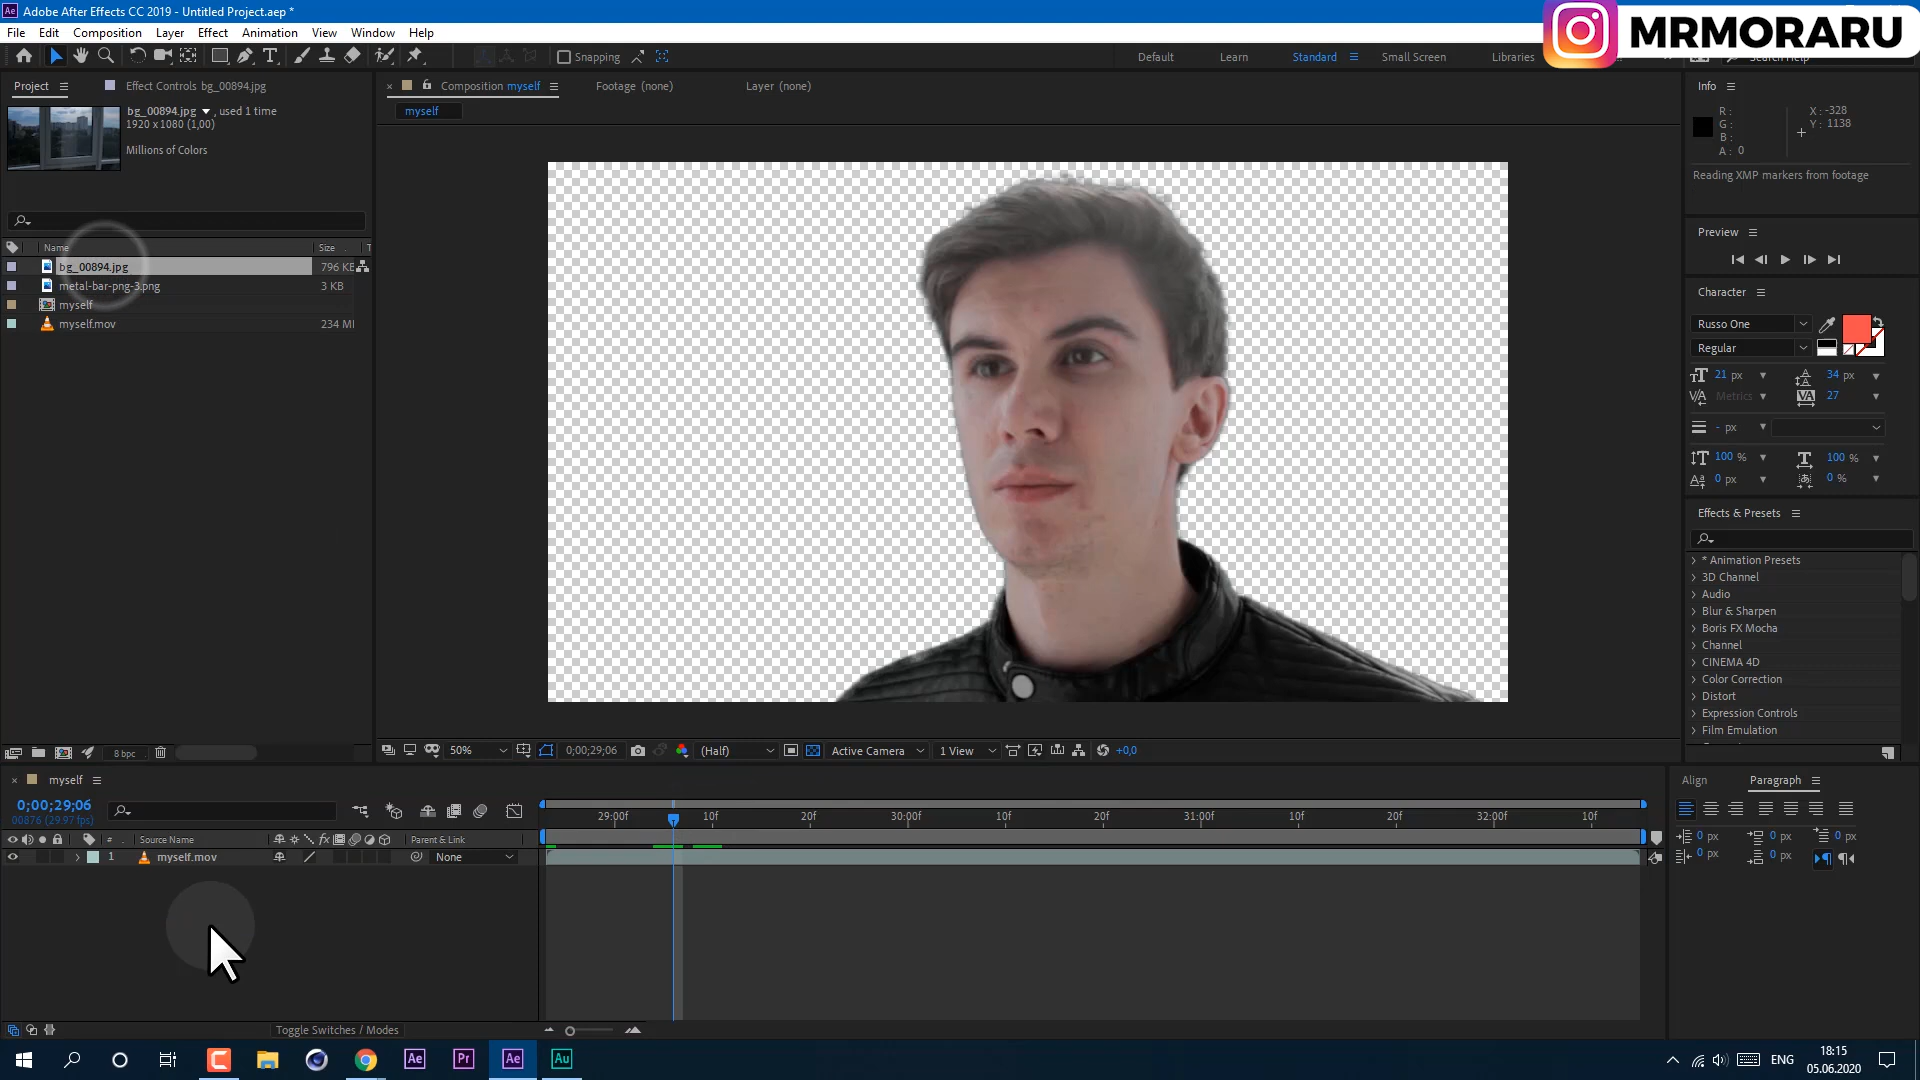 Adobe After Effects CC 2019 - Untitled Project.aep *
MRMORARU
File Edit Composition Layer Effect Animation View Window Help
Snapping
Default Learn Standard Small Screen Libraries
Project Effect Controls bg_00894.jpg
Composition myself Footage (none) Layer (none)
Info
bg_00894.jpg , used 1 time
1920 x 1080 (1,00)
Millions of Colors
myself
R :
G :
B :
A : 0
X : -328
Y : 1138
Reading XMP markers from footage
Preview
Name Size T
bg_00894.jpg 796 KB
metal-bar-png-3.png 3 KB
myself
myself.mov 234 M
Character
Russo One
Regular
21 px 34 px
Metrics 27
- px
100 % 100 %
0 px 0 %
Effects & Presets
* Animation Presets
3D Channel
Audio
Blur & Sharpen
Boris FX Mocha
Channel
CINEMA 4D
Color Correction
Distort
Expression Controls
Film Emulation
8 bpc
50% 0;00;29;06 (Half) Active Camera 1 View +0,0
myself
0;00;29;06
00876 (29.97 fps)
# Source Name Parent & Link
1 myself.mov None
29:00f 10f 20f 30:00f 10f 20f 31:00f 10f 20f 32:00f 10f
Align Paragraph
0 px 0 px 0 px
0 px 0 px
Toggle Switches / Modes
Ae Pr Ae Au
ENG
18:15
05.06.2020